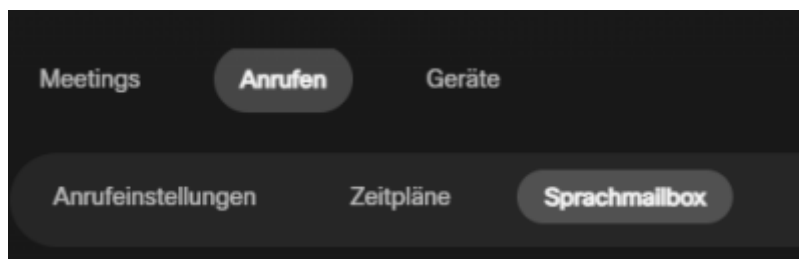 Meetings Anrufen Geräte
Anrufeinstellungen Zeitpläne Sprachmailbox